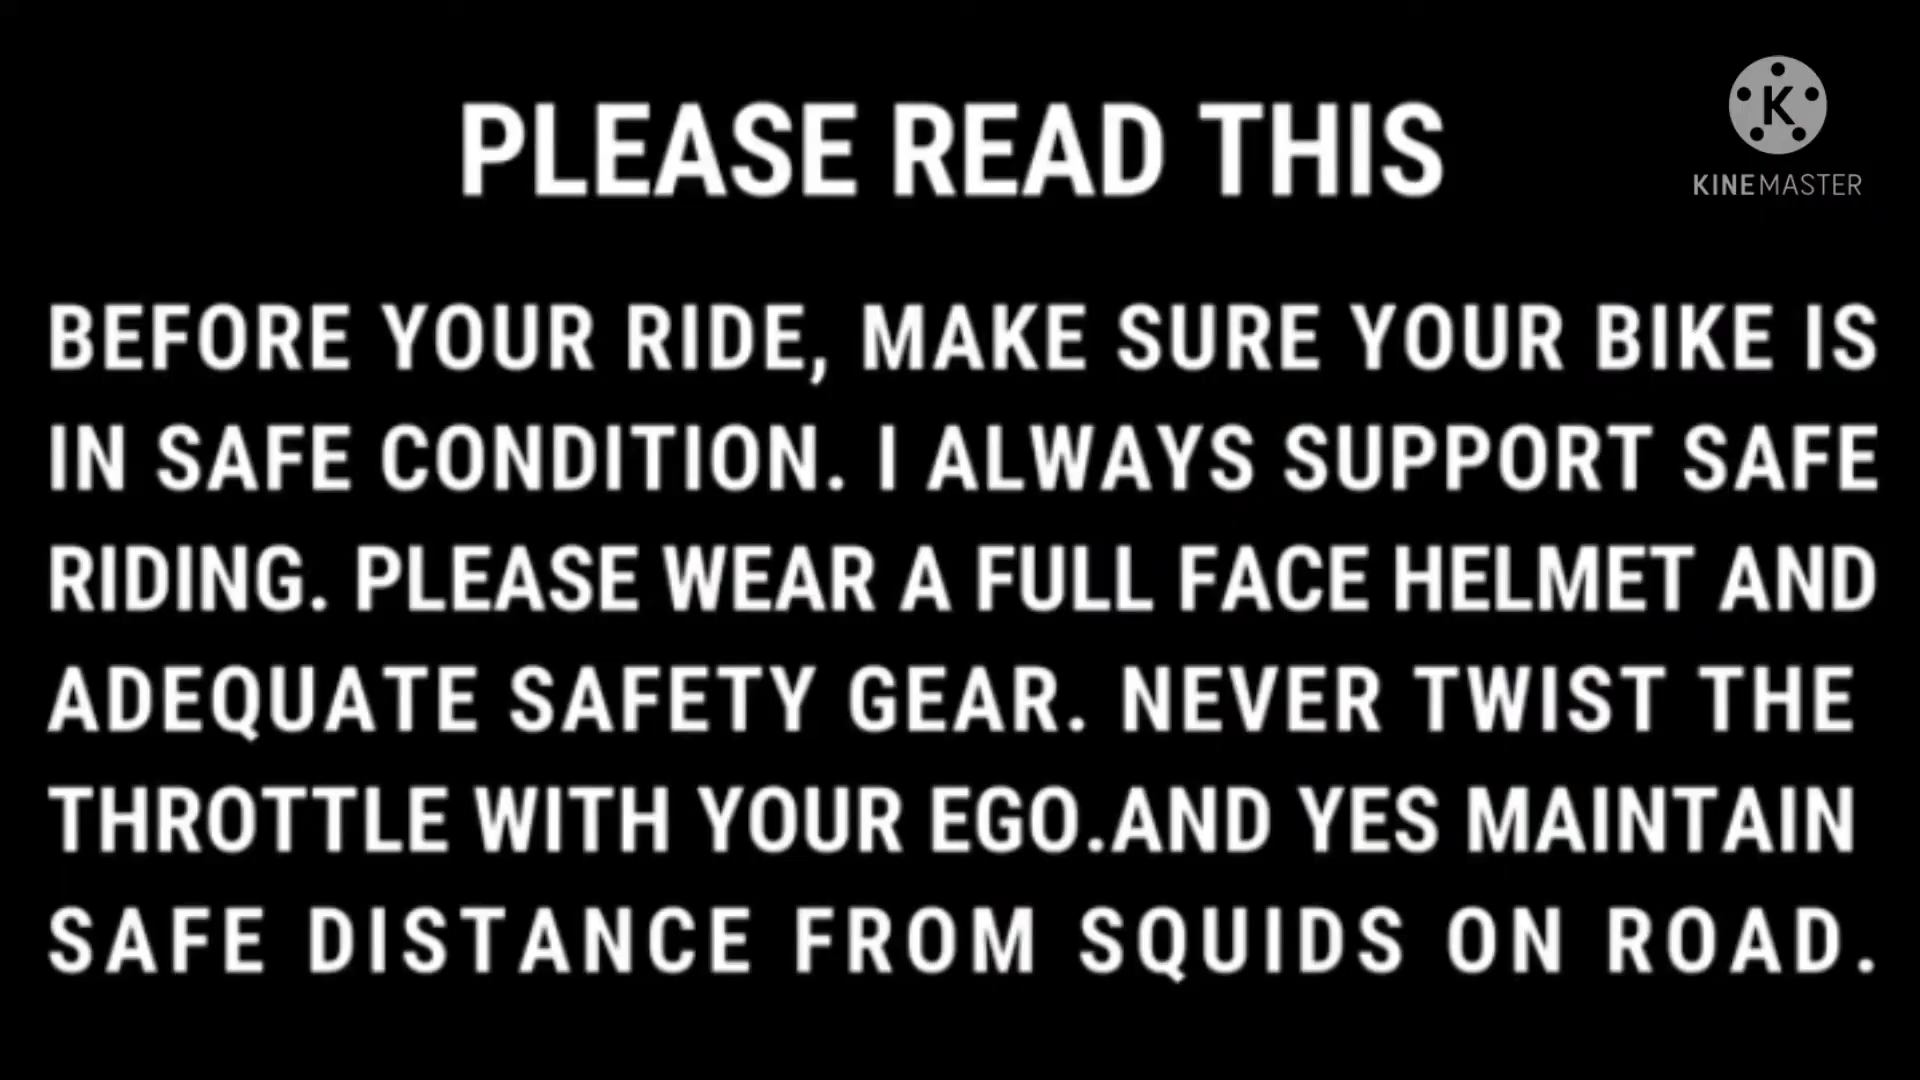 PLEASE READ THIS
K
KINEMASTER
BEFORE YOUR RIDE, MAKE SURE YOUR BIKE IS
IN SAFE CONDITION. I ALWAYS SUPPORT SAFE
RIDING. PLEASE WEAR A FULL FACE HELMET AND
ADEQUATE SAFETY GEAR. NEVER TWIST THE
THROTTLE WITH YOUR EGO.AND YES MAINTAIN
SAFE DISTANCE FROM SQUIDS ON ROAD.